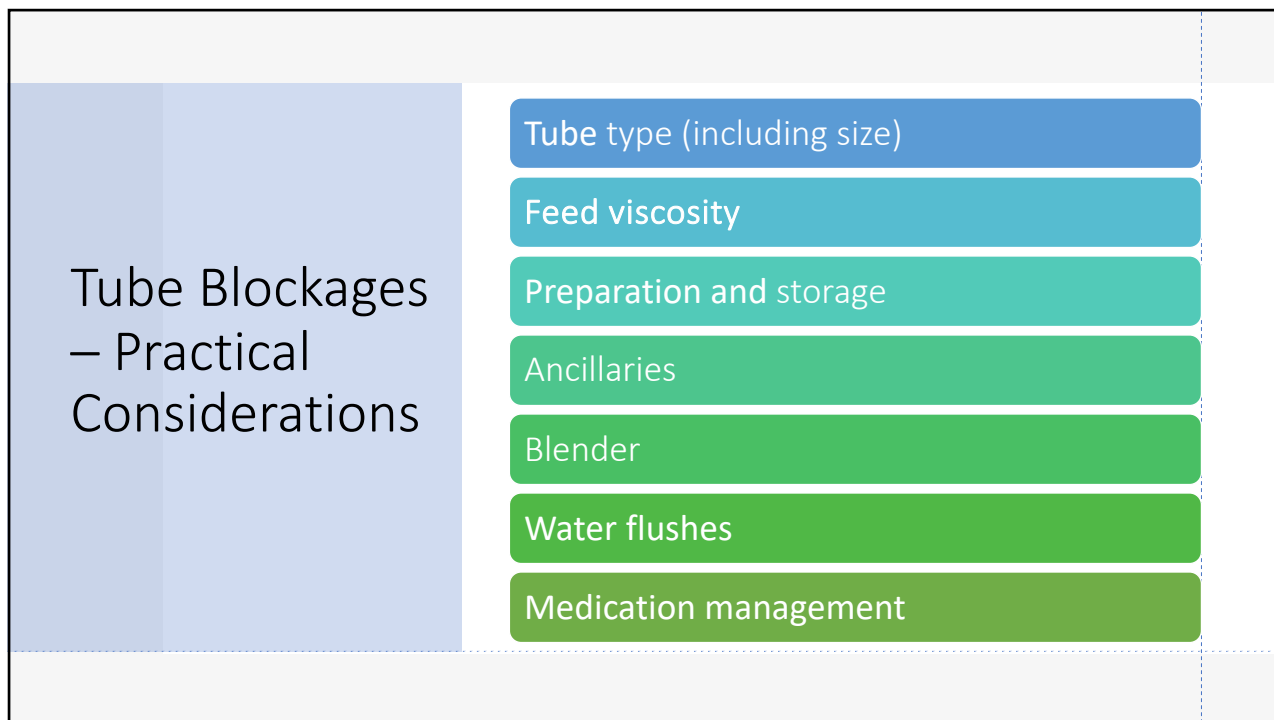 Tube Blockages
– Practical
Considerations
Tube type (including size)
Feed viscosity
Preparation and storage
Ancillaries
Blender
Water flushes
Medication management